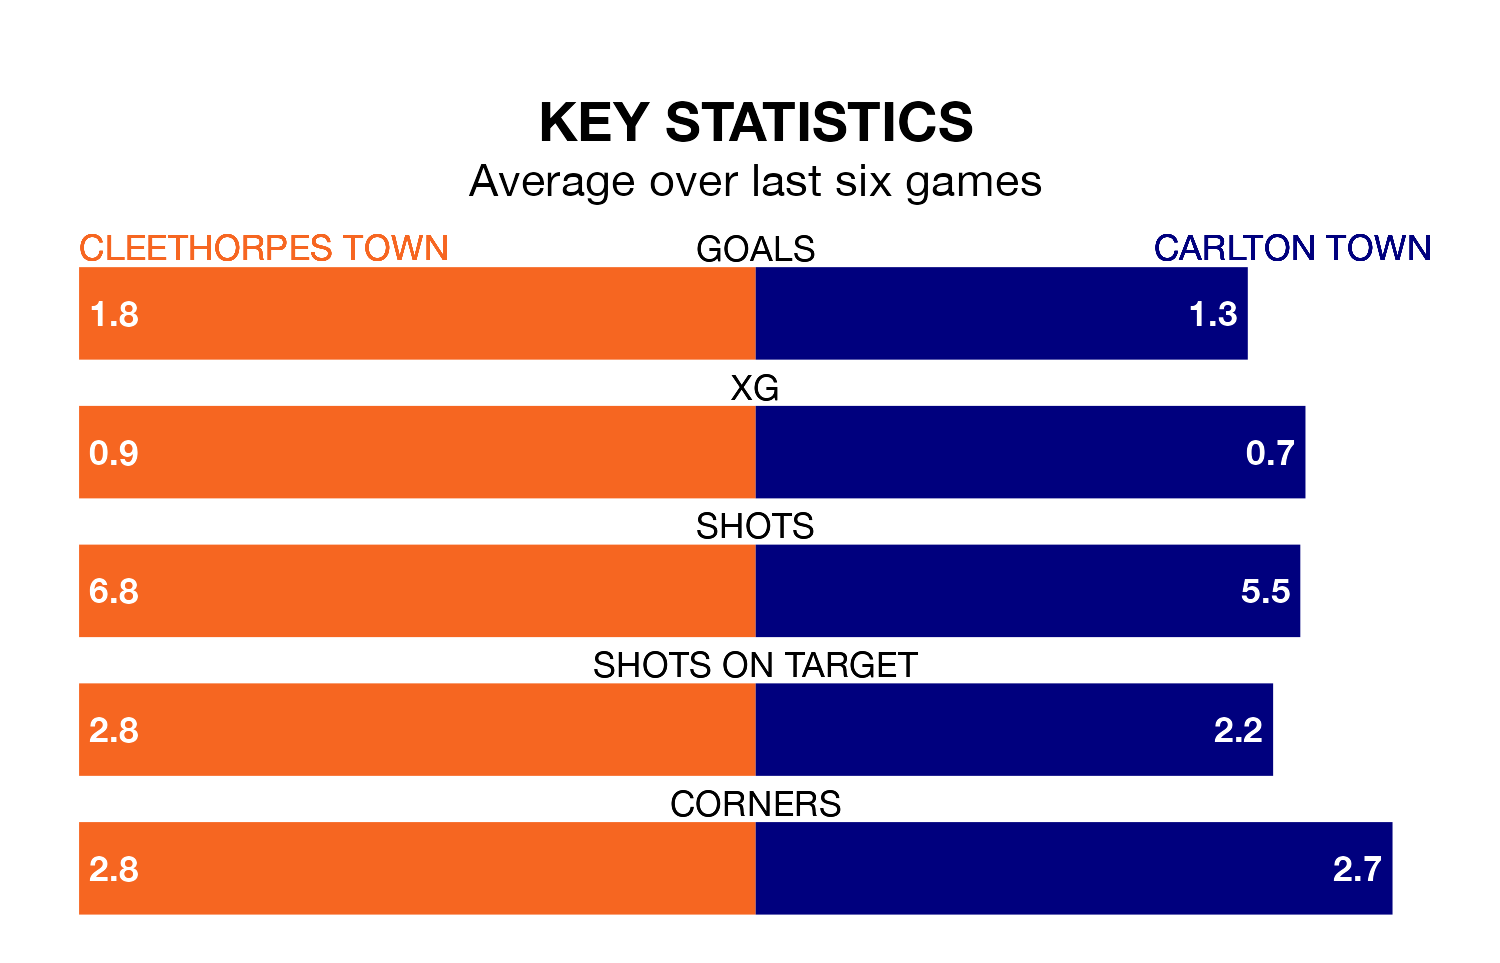 KEY STATISTICS
Average over last six games
CLEETHORPES TOWN GOALS CARLTON TOWN
1.8 1.3
XG
0.9 0.7
SHOTS
6.8 5.5
SHOTS ON TARGET
2.8 2.2
CORNERS
2.8 2.7